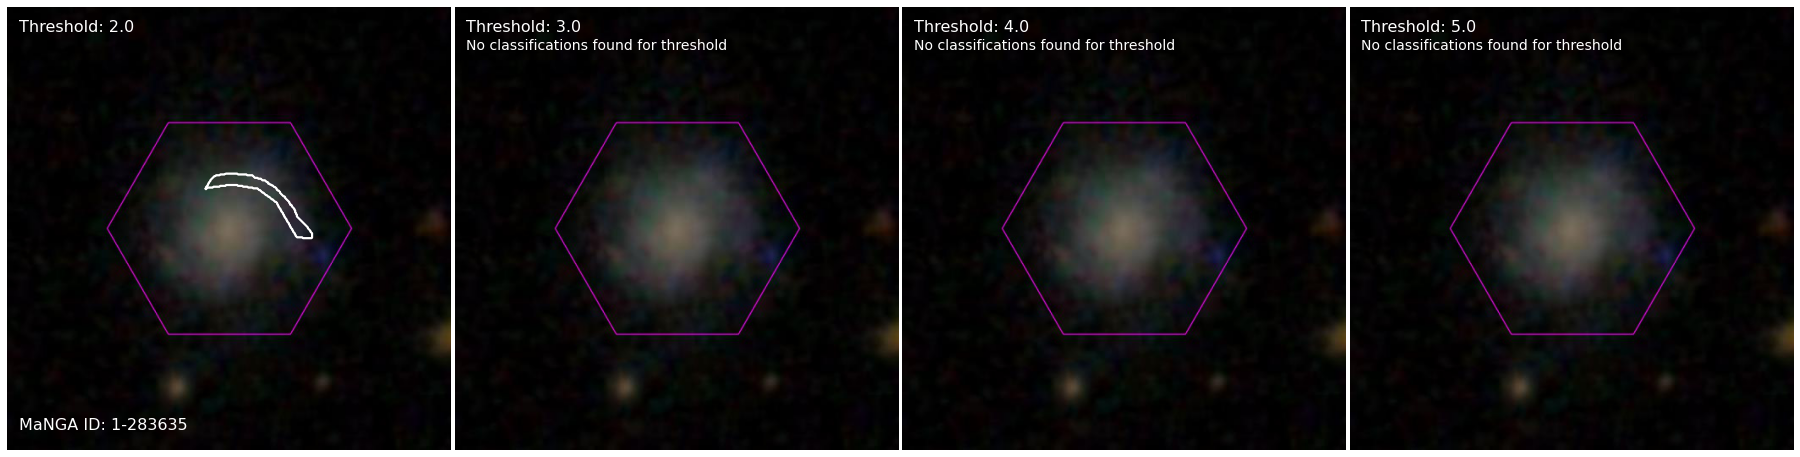 Threshold: 2.0
MaNGA ID: 1-283635
Threshold: 3.0
No classifications found for threshold
Threshold: 4.0
No classifications found for threshold
Threshold: 5.0
No classifications found for threshold